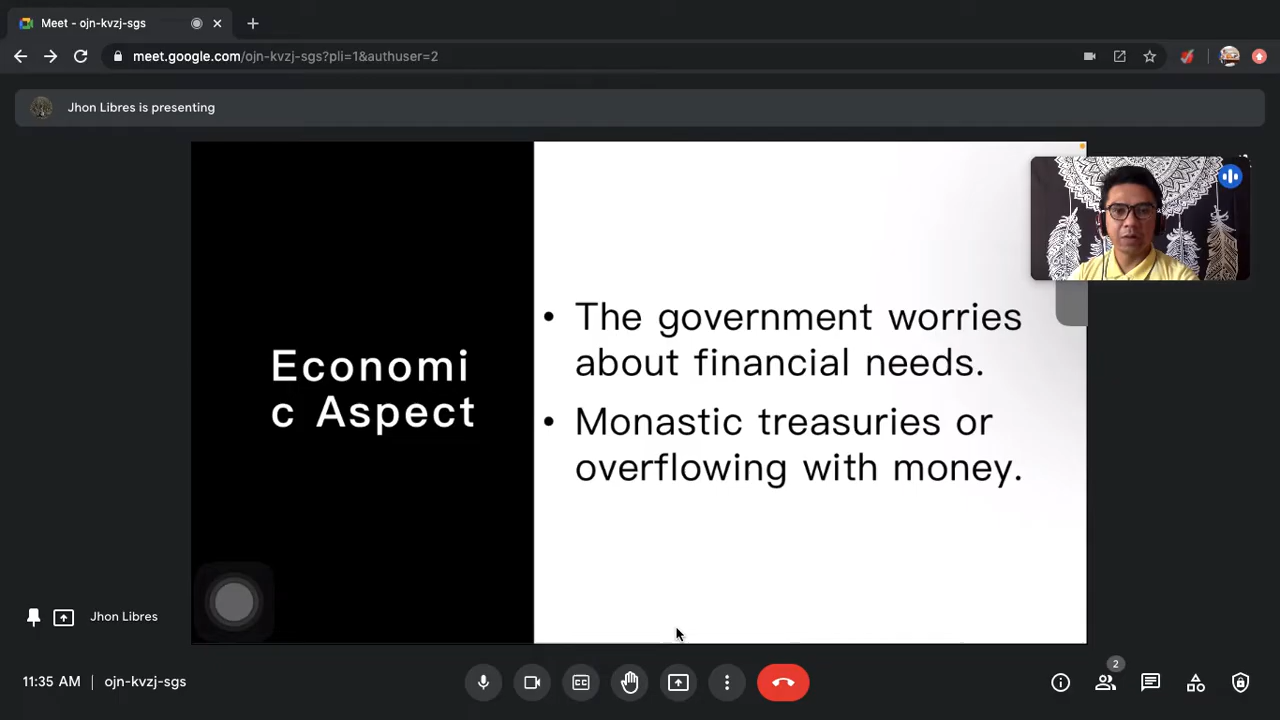 Meet - ojn-kvzj-sgs
meet.google.com/ojn-kvzj-sgs?pli=1&authuser=2
Jhon Libres is presenting
Economi
c Aspect
• The government worries
about financial needs.
• Monastic treasuries or
overflowing with money.
Jhon Libres
11:35 AM | ojn-kvzj-sgs
CC
2